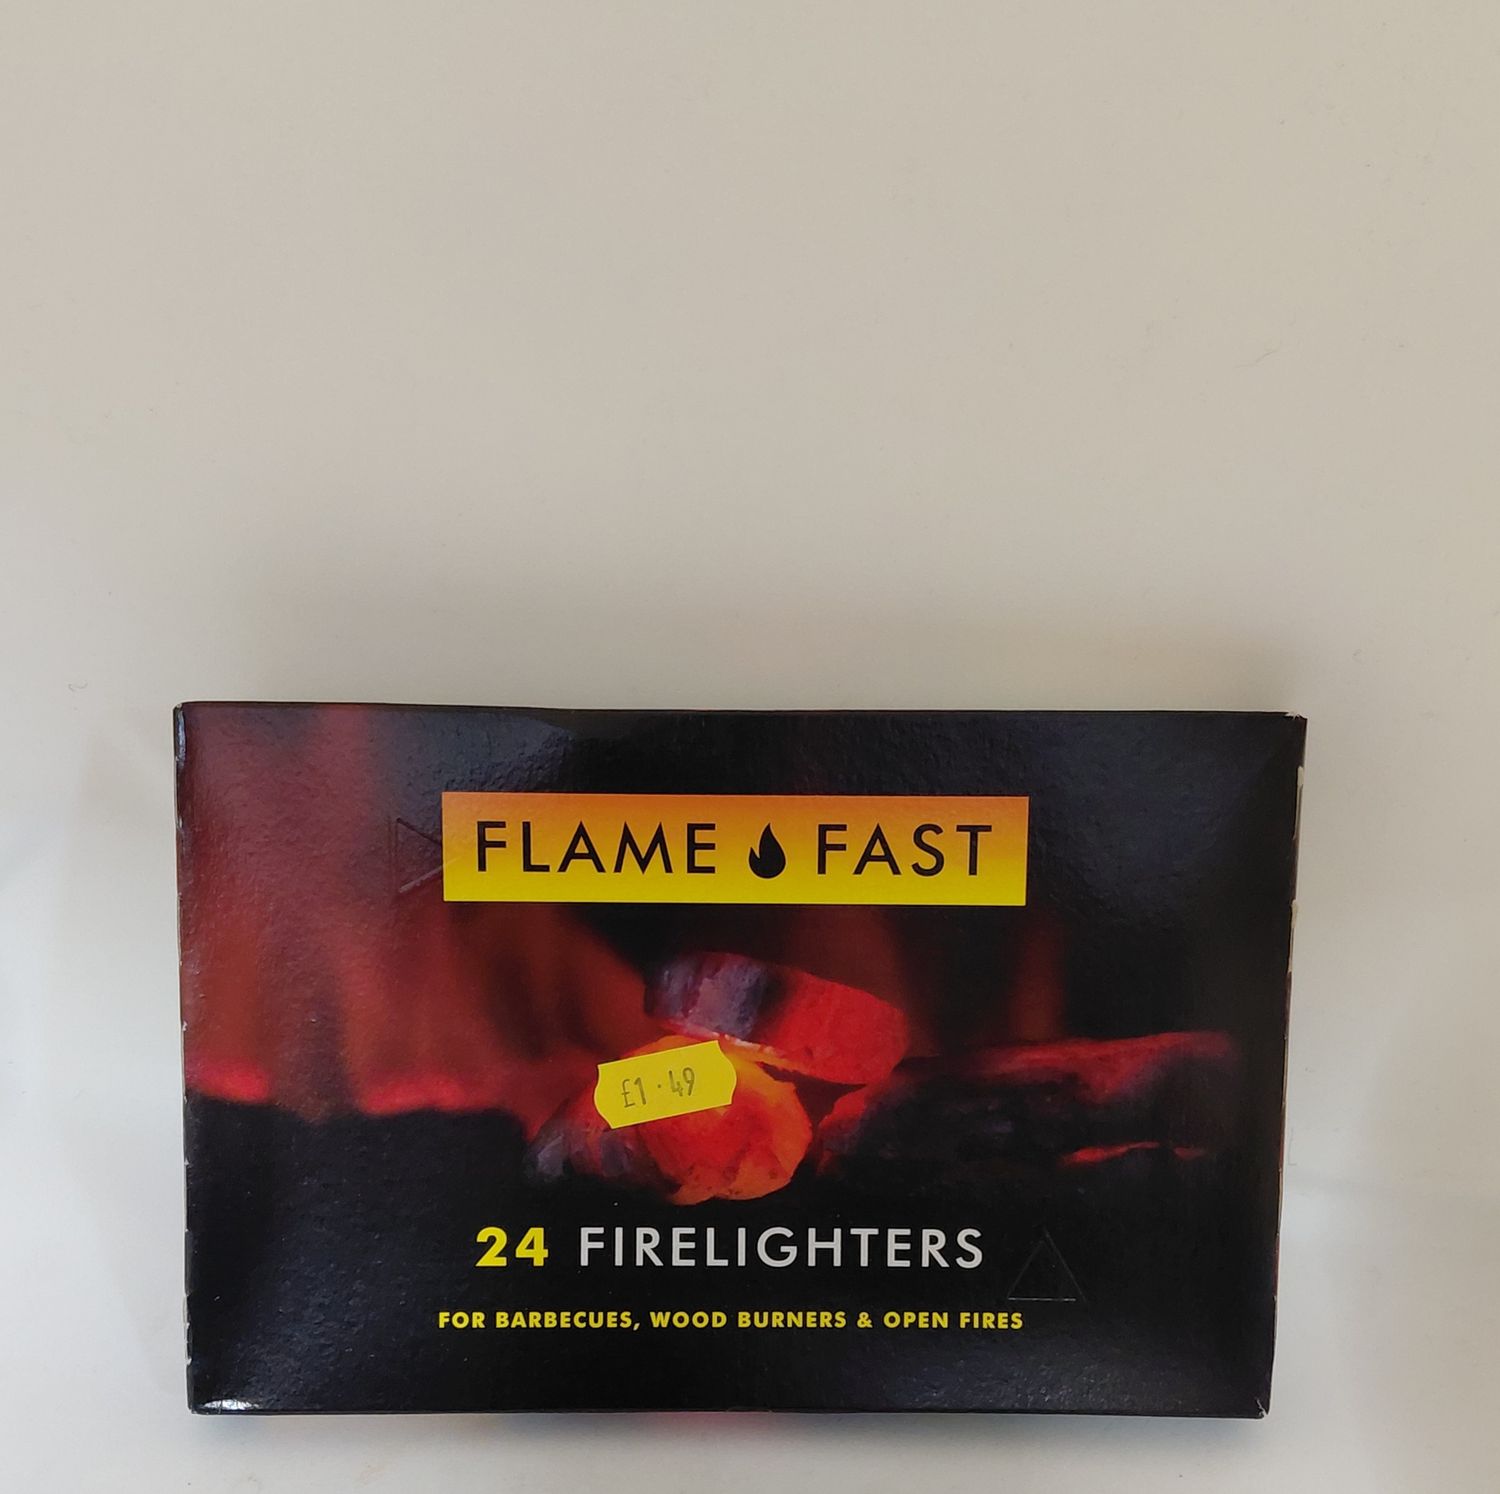 FLAME FAST
£1.49
24 FIRELIGHTERS
FOR BARBECUES, WOOD BURNERS & OPEN FIRES